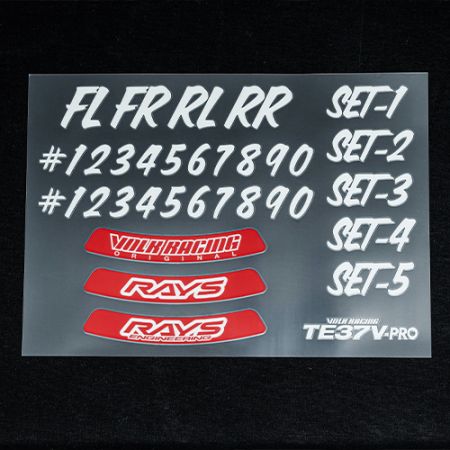 FL FR RL RR
#1234567890
#1234567890
VOLK RACING
ORIGINAL
RAYS
RAYS
ENGINEERING
SET-1
SET-2
SET-3
SET-4
SET-5
VOLK RACING
TE37V-PRO